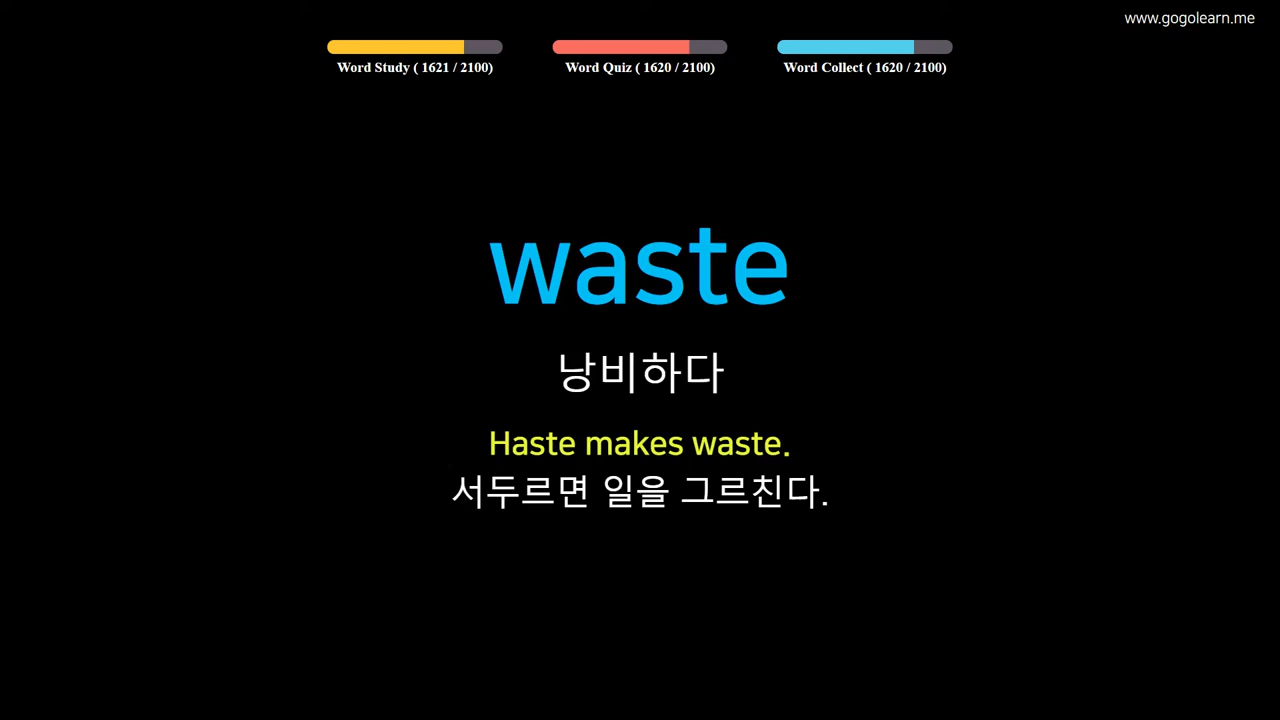 www.gogolearn.me
Word Study ( 1621 / 2100)
Word Quiz ( 1620 / 2100)
Word Collect ( 1620 / 2100)
waste
낭비하다
Haste makes waste.
서두르면 일을 그르친다.